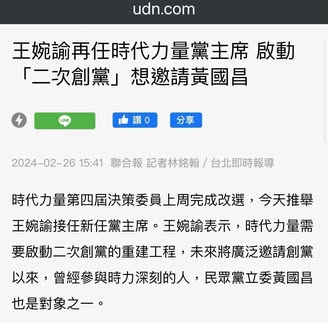 udn.com
王婉諭再任時代力量黨主席 啟動
「二次創黨」想邀請黃國昌
LINE
讚 0
分享
2024-02-26 15:41 聯合報 記者林銘翰／台北即時報導
時代力量第四屆決策委員上周完成改選，今天推舉
王婉諭接任新任黨主席。王婉諭表示，時代力量需
要啟動二次創黨的重建工程，未來將廣泛邀請創黨
以來，曾經參與時力深刻的人，民眾黨立委黃國昌
也是對象之一。